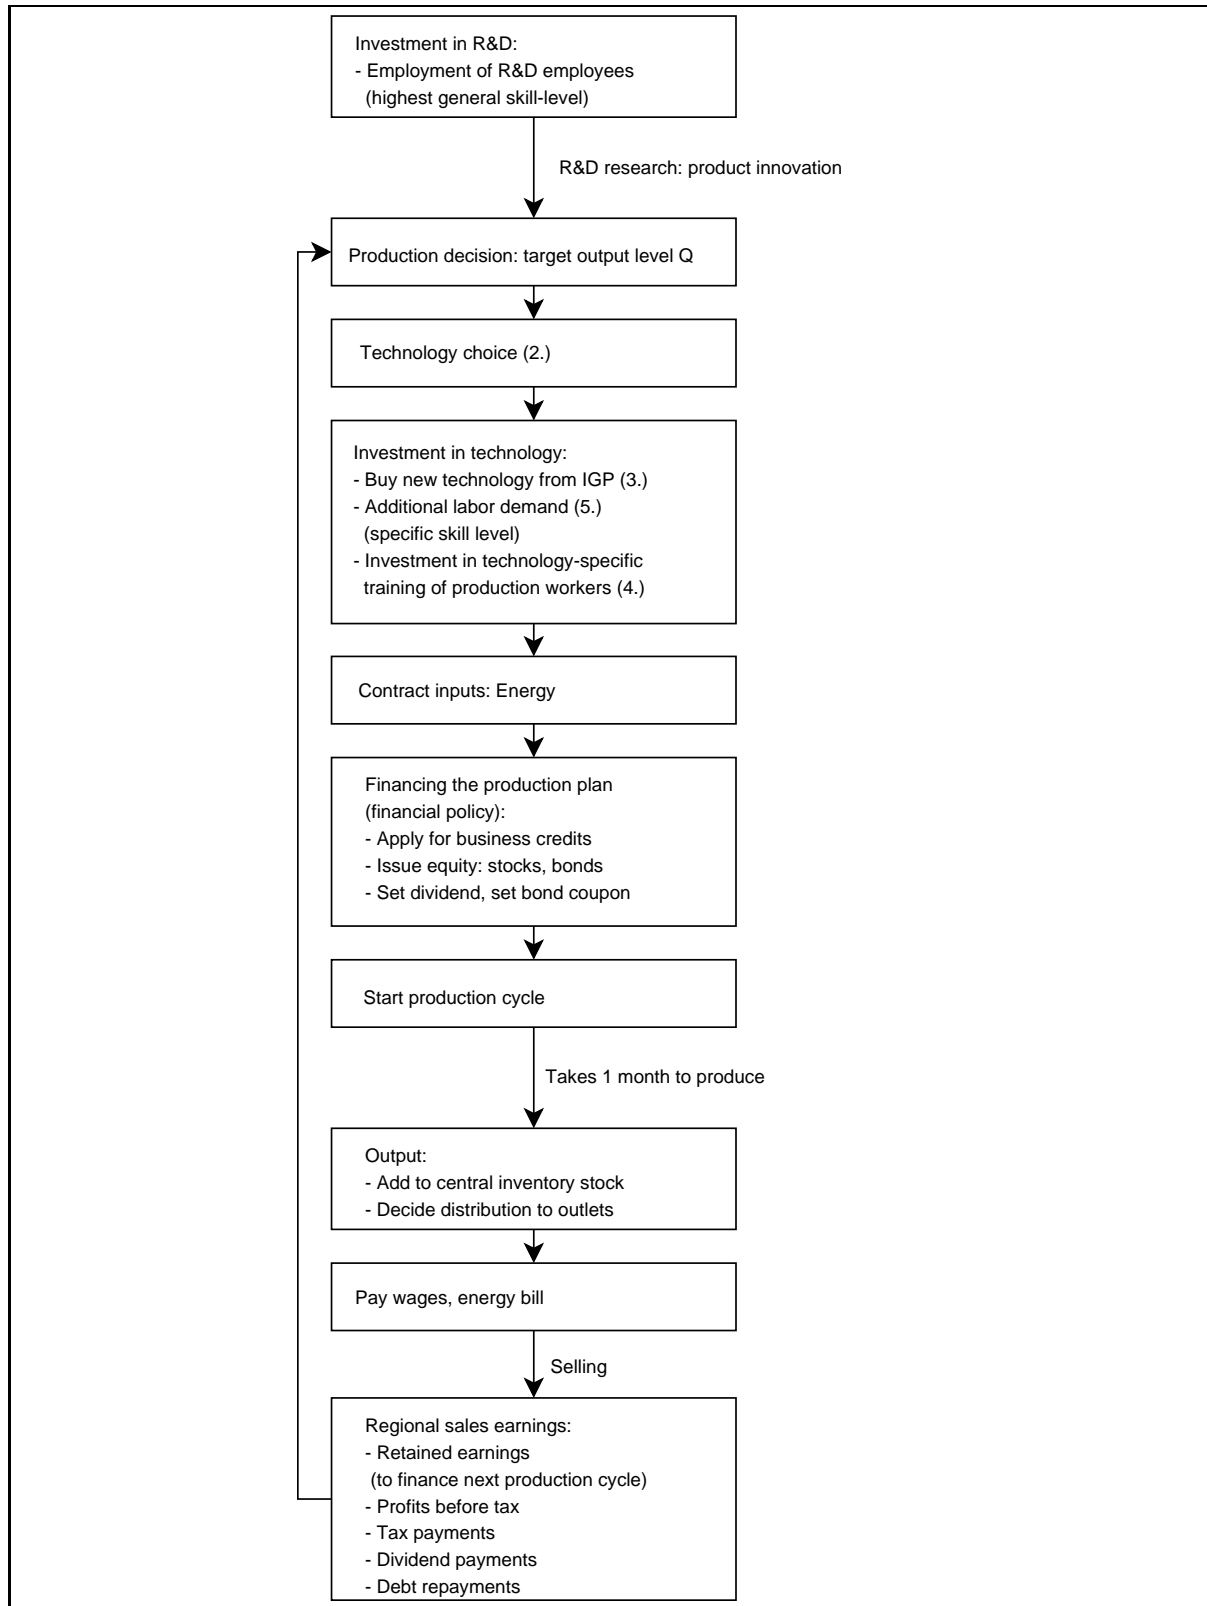 Investment in R&D:
- Employment of R&D employees
(highest general skill-level)
R&D research: product innovation
Production decision: target output level Q
Technology choice (2.)
Investment in technology:
- Buy new technology from IGP (3.)
- Additional labor demand (5.)
(specific skill level)
- Investment in technology-specific
training of production workers (4.)
Contract inputs: Energy
Financing the production plan
(financial policy):
- Apply for business credits
- Issue equity: stocks, bonds
- Set dividend, set bond coupon
Start production cycle
Takes 1 month to produce
Output:
- Add to central inventory stock
- Decide distribution to outlets
Pay wages, energy bill
Selling
Regional sales earnings:
- Retained earnings
(to finance next production cycle)
- Profits before tax
- Tax payments
- Dividend payments
- Debt repayments